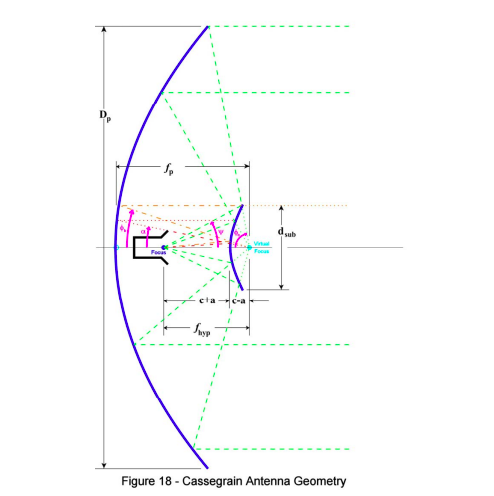 Dp
fp
dsub
α
Focus
Virtual
Focus
c+a
c-a
fhyp
Figure 18 - Cassegrain Antenna Geometry